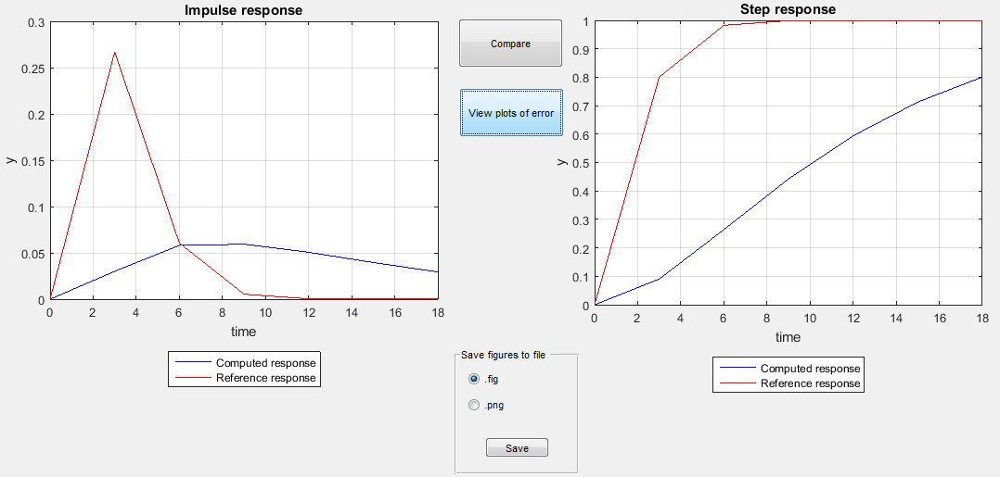 Impulse response
0.3
0.25
0.2
0.15
0.1
0.05
0
y
0 2 4 6 8 10 12 14 16 18
time
Computed response
Reference response
Compare
View plots of error
Save figures to file
.fig
.png
Save
Step response
1
0.9
0.8
0.7
0.6
0.5
0.4
0.3
0.2
0.1
0
y
0 2 4 6 8 10 12 14 16 18
time
Computed response
Reference response